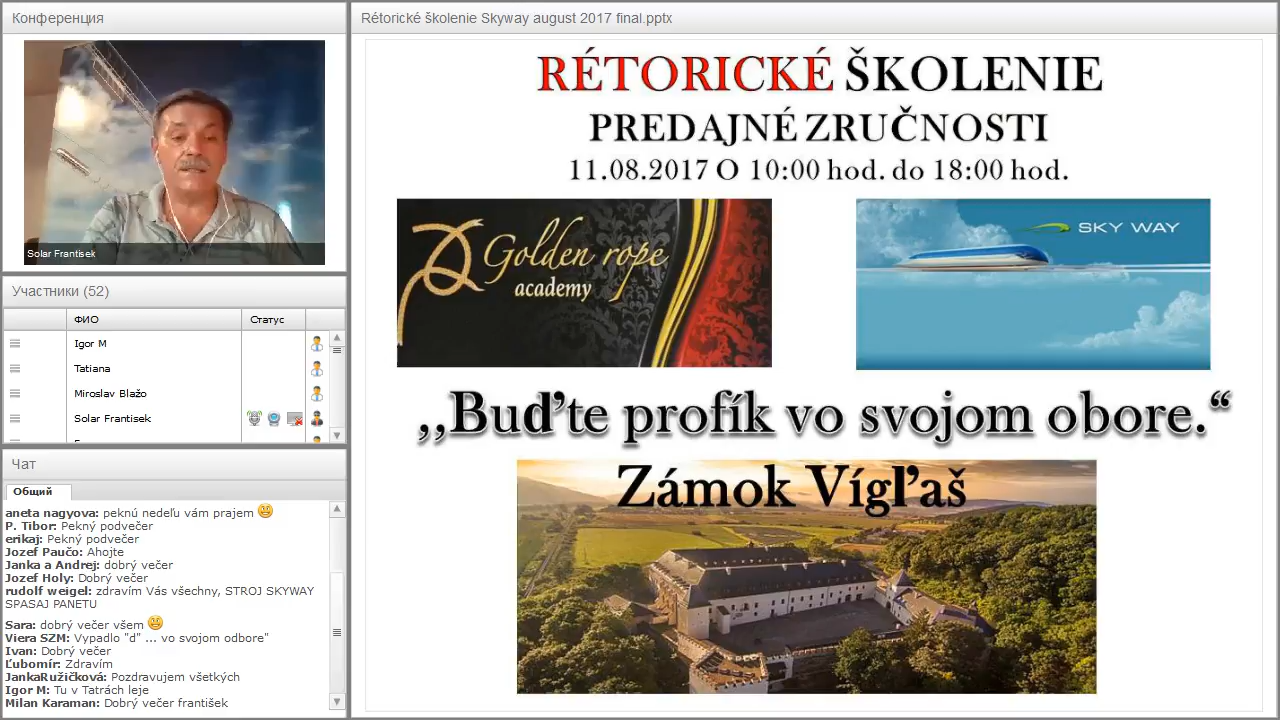 Конференция
Solar Frantisek
Участники (52)
ФИО
Статус
Igor M
Tatiana
Miroslav Blažo
Solar Frantisek
Чат
Общий
aneta nagyova: peknú nedeľu vám prajem
P. Tibor: Pekný podvečer
erikaj: Pekný podvečer
Jozef Paučo: Ahojte
Janka a Andrej: dobrý večer
Jozef Holy: Dobrý večer
rudolf weigel: zdravím Vás všechny, STROJ SKYWAY
SPASAJ PANETU
Sara: dobrý večer všem
Viera SZM: Vypadlo "d" ... vo svojom odbore"
Ivan: Dobrý večer
Ľubomír: Zdravím
JankaRužičková: Pozdravujem všetkých
Igor M: Tu v Tatrách leje
Milan Karaman: Dobrý večer františek
Rétorické školenie Skyway august 2017 final.pptx
RÉTORICKÉ ŠKOLENIE
PREDAJNÉ ZRUČNOSTI
11.08.2017 O 10:00 hod. do 18:00 hod.
Golden rope
academy
SKY WAY
,,Buďte profík vo svojom obore.“
Zámok Vígľaš